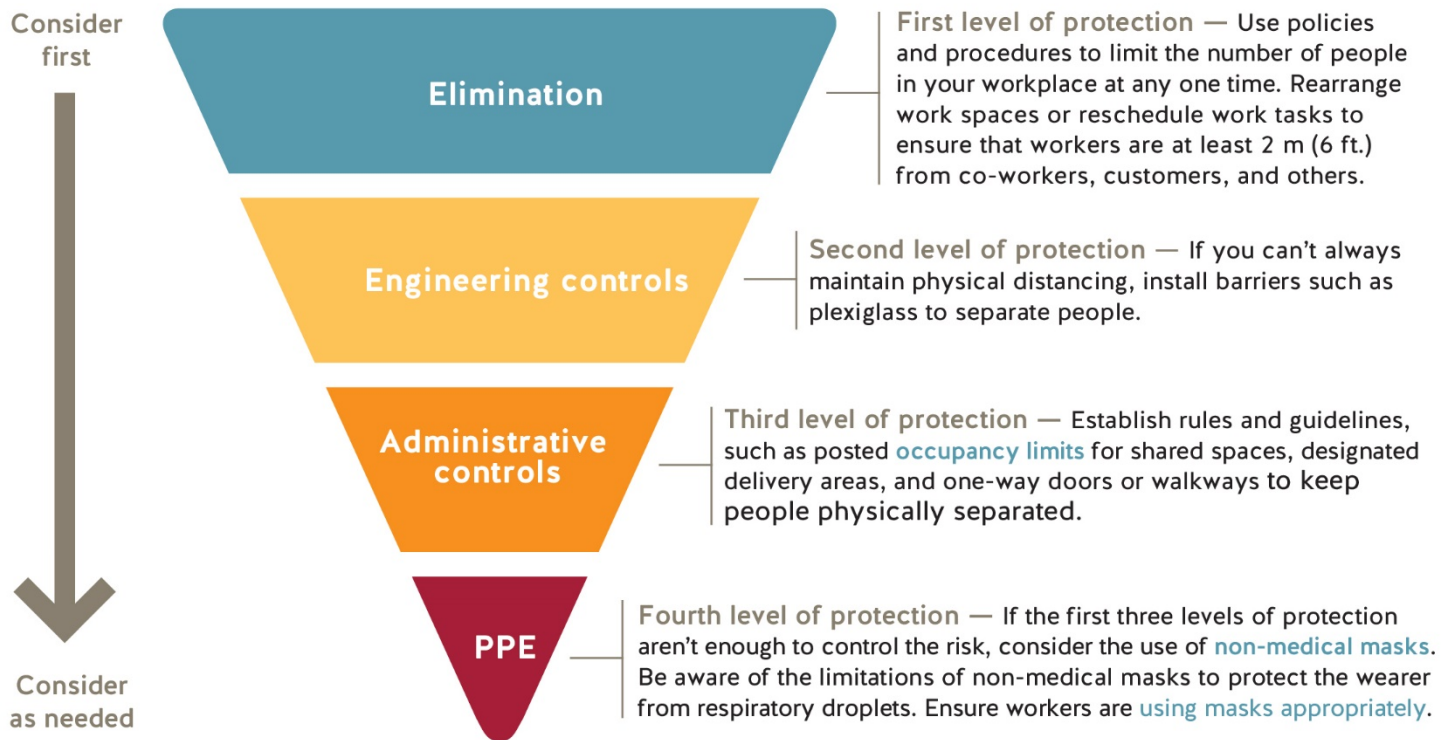 Consider
first
Elimination
First level of protection — Use policies
and procedures to limit the number of people
in your workplace at any one time. Rearrange
work spaces or reschedule work tasks to
ensure that workers are at least 2 m (6 ft.)
from co-workers, customers, and others.
Engineering controls
Second level of protection — If you can't always
maintain physical distancing, install barriers such as
plexiglass to separate people.
Administrative
controls
Third level of protection — Establish rules and guidelines,
such as posted occupancy limits for shared spaces, designated
delivery areas, and one-way doors or walkways to keep
people physically separated.
PPE
Fourth level of protection — If the first three levels of protection
aren't enough to control the risk, consider the use of non-medical masks.
Be aware of the limitations of non-medical masks to protect the wearer
from respiratory droplets. Ensure workers are using masks appropriately.
Consider
as needed